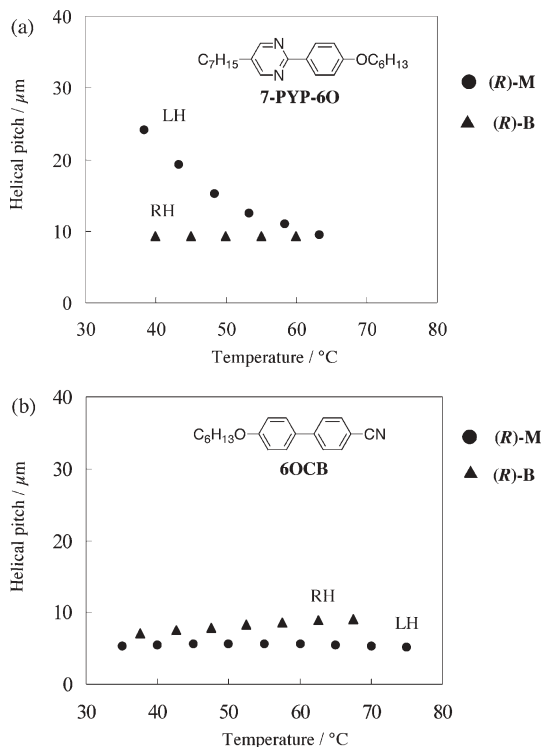 (a)
40
30
20
10
0
30
40
50
60
70
80
Helical pitch / μm
Temperature / °C
C7H15
N
N
OC6H13
7-PYP-6O
LH
RH
(R)-M
(R)-B
(b)
40
30
20
10
0
30
40
50
60
70
80
Helical pitch / μm
Temperature / °C
C6H13O
CN
6OCB
RH
LH
(R)-M
(R)-B